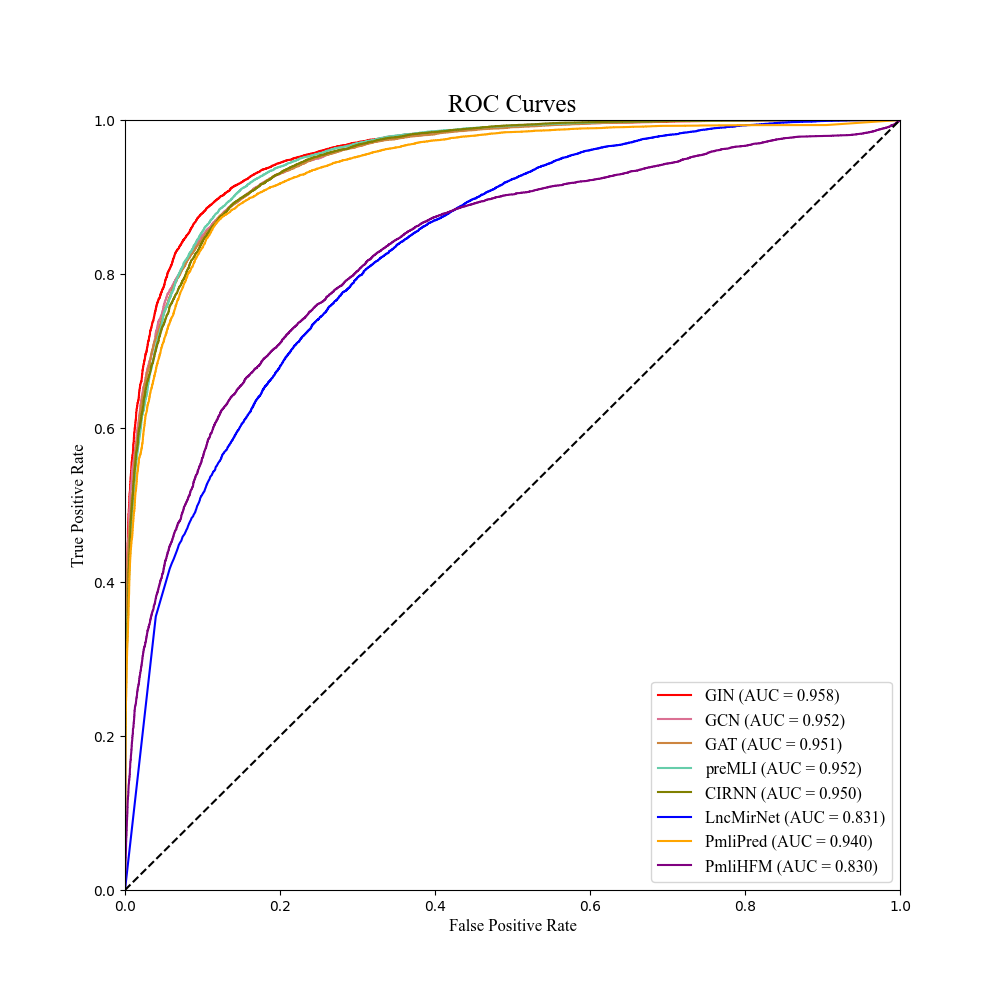 ROC Curves
1.0
0.8
0.6
0.4
0.2
0.0
True Positive Rate
0.0 0.2 0.4 0.6 0.8 1.0
False Positive Rate
GIN (AUC = 0.958)
GCN (AUC = 0.952)
GAT (AUC = 0.951)
preMLI (AUC = 0.952)
CIRNN (AUC = 0.950)
LncMirNet (AUC = 0.831)
PmliPred (AUC = 0.940)
PmliHFM (AUC = 0.830)